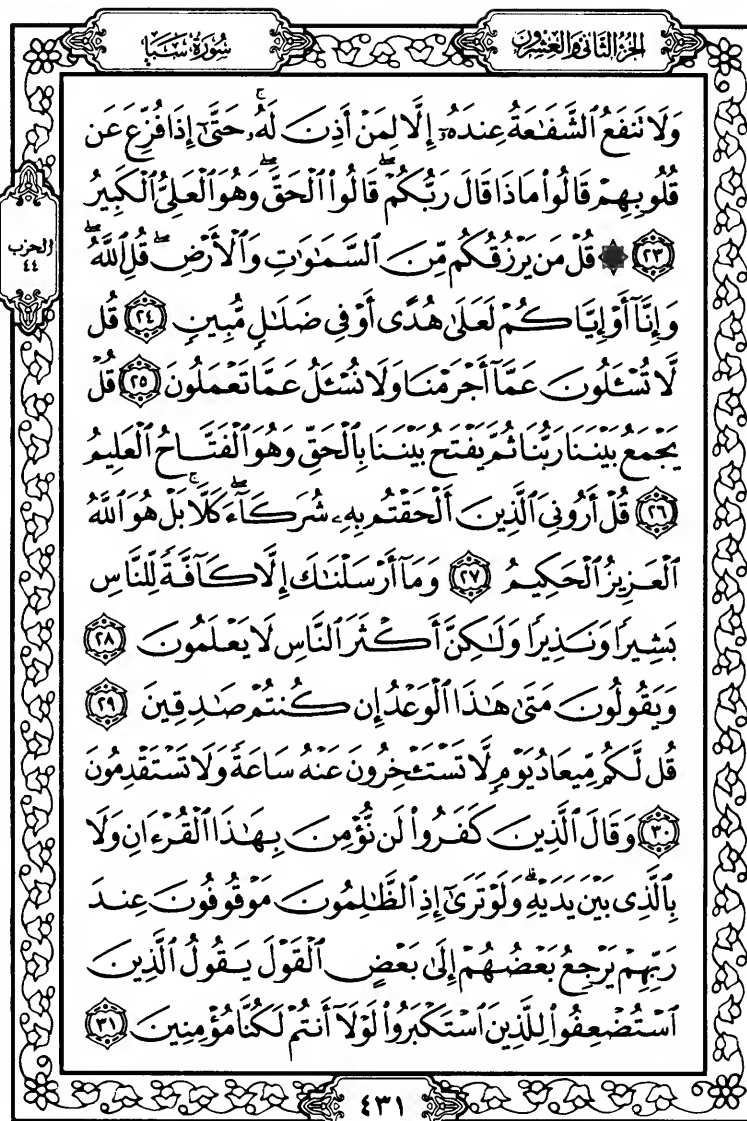 الجزء الثاني والعشرون
سورة سبأ
وَلَا تَنفَعُ ٱلشَّفَٰعَةُ عِندَهُۥٓ إِلَّا لِمَنْ أَذِنَ لَهُۥۚ حَتَّىٰٓ إِذَا فُزِّعَ عَن
قُلُوبِهِمْ قَالُوا۟ مَاذَا قَالَ رَبُّكُمْۖ قَالُوا۟ ٱلْحَقَّۖ وَهُوَ ٱلْعَلِىُّ ٱلْكَبِيرُ
٢٣ ۞ قُلْ مَن يَرْزُقُكُم مِّنَ ٱلسَّمَٰوَٰتِ وَٱلْأَرْضِۖ قُلِ ٱللَّهُۖ
الحزب
٤٤
وَإِنَّآ أَوْ إِيَّاكُمْ لَعَلَىٰ هُدًى أَوْ فِى ضَلَٰلٍ مُّبِينٍ ٢٤ قُل
لَّا تُسْـَٔلُونَ عَمَّآ أَجْرَمْنَا وَلَا نُسْـَٔلُ عَمَّا تَعْمَلُونَ ٢٥ قُلْ
يَجْمَعُ بَيْنَنَا رَبُّنَا ثُمَّ يَفْتَحُ بَيْنَنَا بِٱلْحَقِّ وَهُوَ ٱلْفَتَّاحُ ٱلْعَلِيمُ
٢٦ قُلْ أَرُونِىَ ٱلَّذِينَ أَلْحَقْتُم بِهِۦ شُرَكَآءَۖ كَلَّاۚ بَلْ هُوَ ٱللَّهُ
ٱلْعَزِيزُ ٱلْحَكِيمُ ٢٧ وَمَآ أَرْسَلْنَٰكَ إِلَّا كَآفَّةً لِّلنَّاسِ
بَشِيرًا وَنَذِيرًا وَلَٰكِنَّ أَكْثَرَ ٱلنَّاسِ لَا يَعْلَمُونَ ٢٨
وَيَقُولُونَ مَتَىٰ هَٰذَا ٱلْوَعْدُ إِن كُنتُمْ صَٰدِقِينَ ٢٩
قُل لَّكُم مِّيعَادُ يَوْمٍ لَّا تَسْتَـْٔخِرُونَ عَنْهُ سَاعَةً وَلَا تَسْتَقْدِمُونَ
٣٠ وَقَالَ ٱلَّذِينَ كَفَرُوا۟ لَن نُّؤْمِنَ بِهَٰذَا ٱلْقُرْءَانِ وَلَا
بِٱلَّذِى بَيْنَ يَدَيْهِۗ وَلَوْ تَرَىٰٓ إِذِ ٱلظَّٰلِمُونَ مَوْقُوفُونَ عِندَ
رَبِّهِمْ يَرْجِعُ بَعْضُهُمْ إِلَىٰ بَعْضٍ ٱلْقَوْلَ يَقُولُ ٱلَّذِينَ
ٱسْتُضْعِفُوا۟ لِلَّذِينَ ٱسْتَكْبَرُوا۟ لَوْلَآ أَنتُمْ لَكُنَّا مُؤْمِنِينَ ٣١
٤٣١